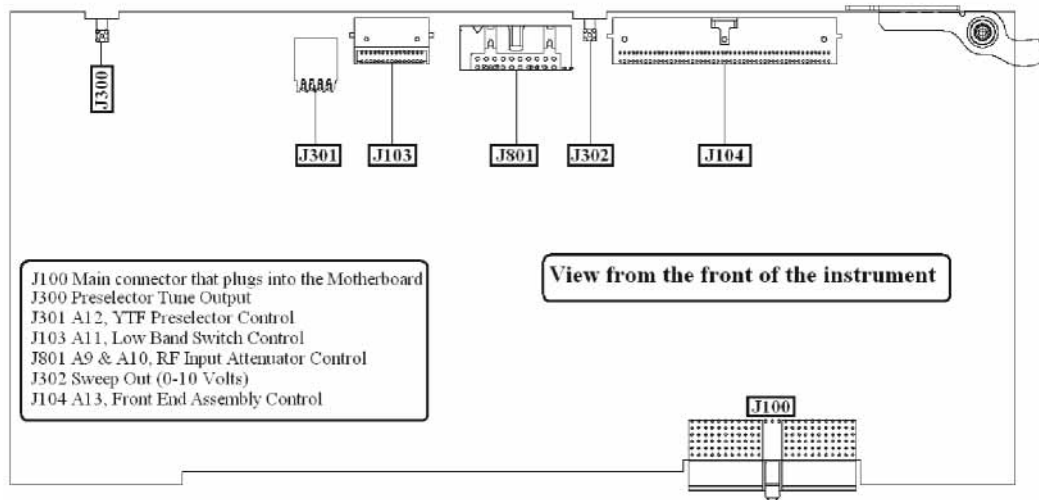 J300
J301
J103
J801
J302
J104
J100 Main connector that plugs into the Motherboard
J300 Preselector Tune Output
J301 A12, YTF Preselector Control
J103 A11, Low Band Switch Control
J801 A9 & A10, RF Input Attenuator Control
J302 Sweep Out (0-10 Volts)
J104 A13, Front End Assembly Control
View from the front of the instrument
J100